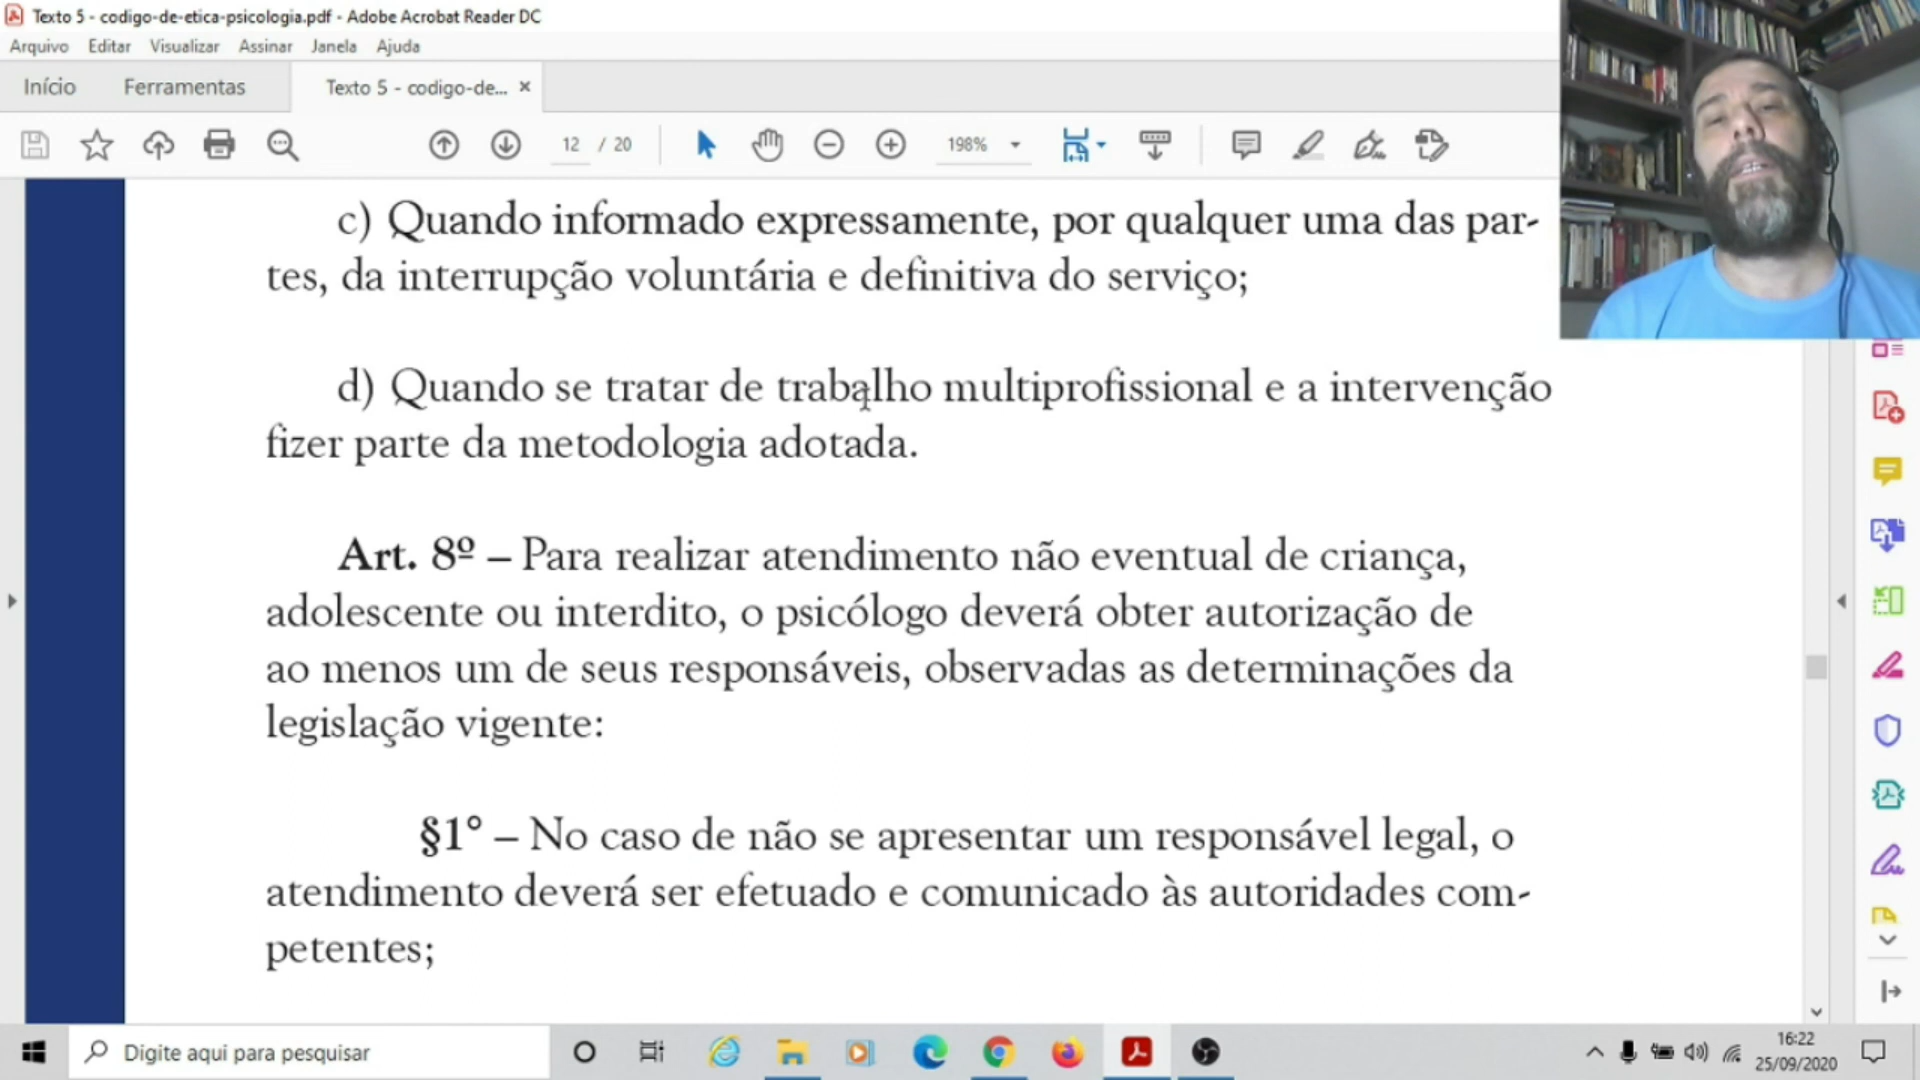 Texto 5 - codigo-de-etica-psicologia.pdf - Adobe Acrobat Reader DC
Arquivo Editar Visualizar Assinar Janela Ajuda
Início Ferramentas Texto 5 - codigo-de... ×
12 / 20 198%
c) Quando informado expressamente, por qualquer uma das par-
tes, da interrupção voluntária e definitiva do serviço;
d) Quando se tratar de trabalho multiprofissional e a intervenção
fizer parte da metodologia adotada.
Art. 8º – Para realizar atendimento não eventual de criança,
adolescente ou interdito, o psicólogo deverá obter autorização de
ao menos um de seus responsáveis, observadas as determinações da
legislação vigente:
§1° – No caso de não se apresentar um responsável legal, o
atendimento deverá ser efetuado e comunicado às autoridades com-
petentes;
Digite aqui para pesquisar
16:22
25/09/2020